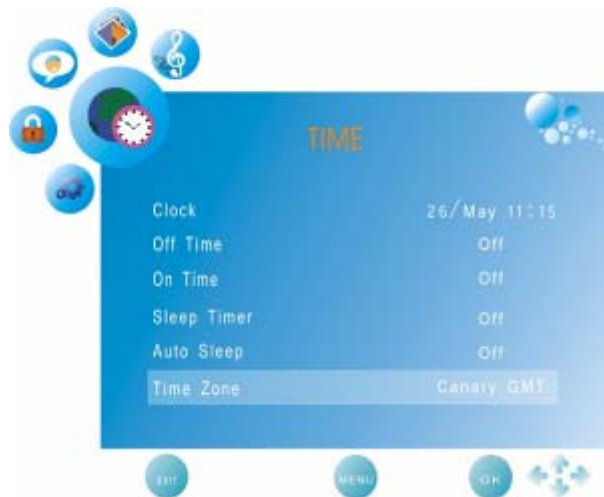 TIME
Clock 26/May 11:15
Off Time Off
On Time Off
Sleep Timer Off
Auto Sleep Off
Time Zone Canary GMT
EXIT MENU OK